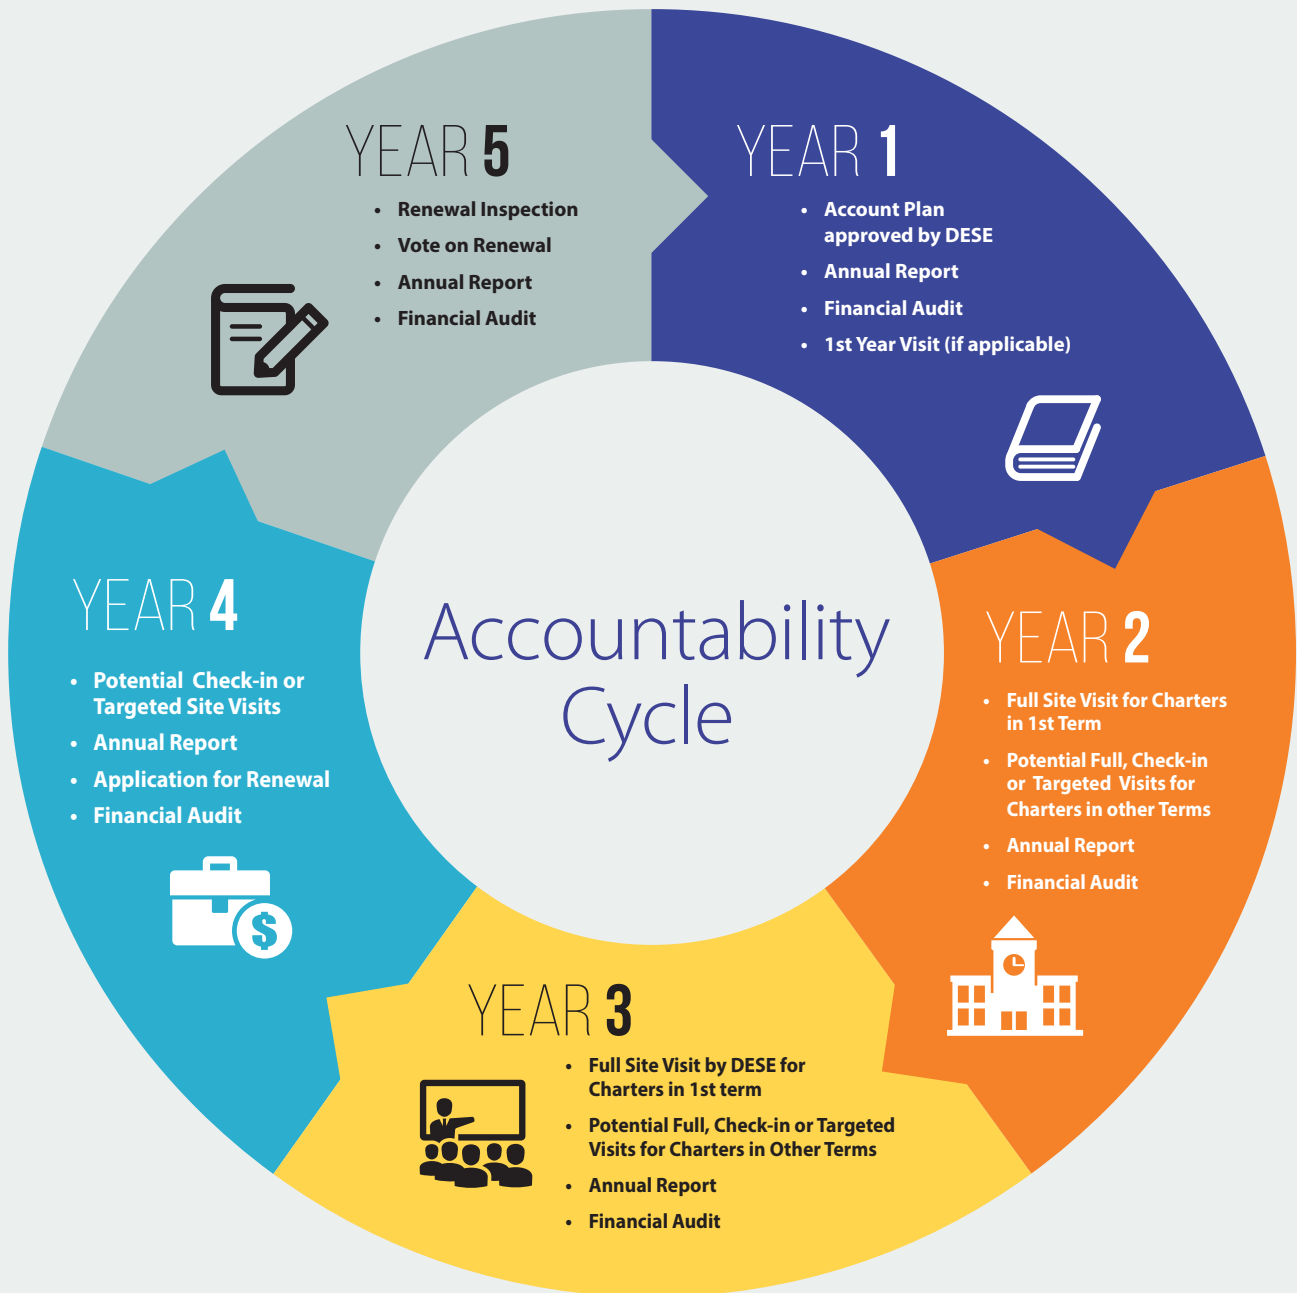 YEAR 1
• Account Plan
approved by DESE
• Annual Report
• Financial Audit
• 1st Year Visit (if applicable)
YEAR 2
• Full Site Visit for Charters
in 1st Term
• Potential Full, Check-in
or Targeted Visits for
Charters in other Terms
• Annual Report
• Financial Audit
YEAR 3
• Full Site Visit by DESE for
Charters in 1st term
• Potential Full, Check-in or Targeted
Visits for Charters in Other Terms
• Annual Report
• Financial Audit
YEAR 4
• Potential Check-in or
Targeted Site Visits
• Annual Report
• Application for Renewal
• Financial Audit
$
YEAR 5
• Renewal Inspection
• Vote on Renewal
• Annual Report
• Financial Audit
Accountability
Cycle